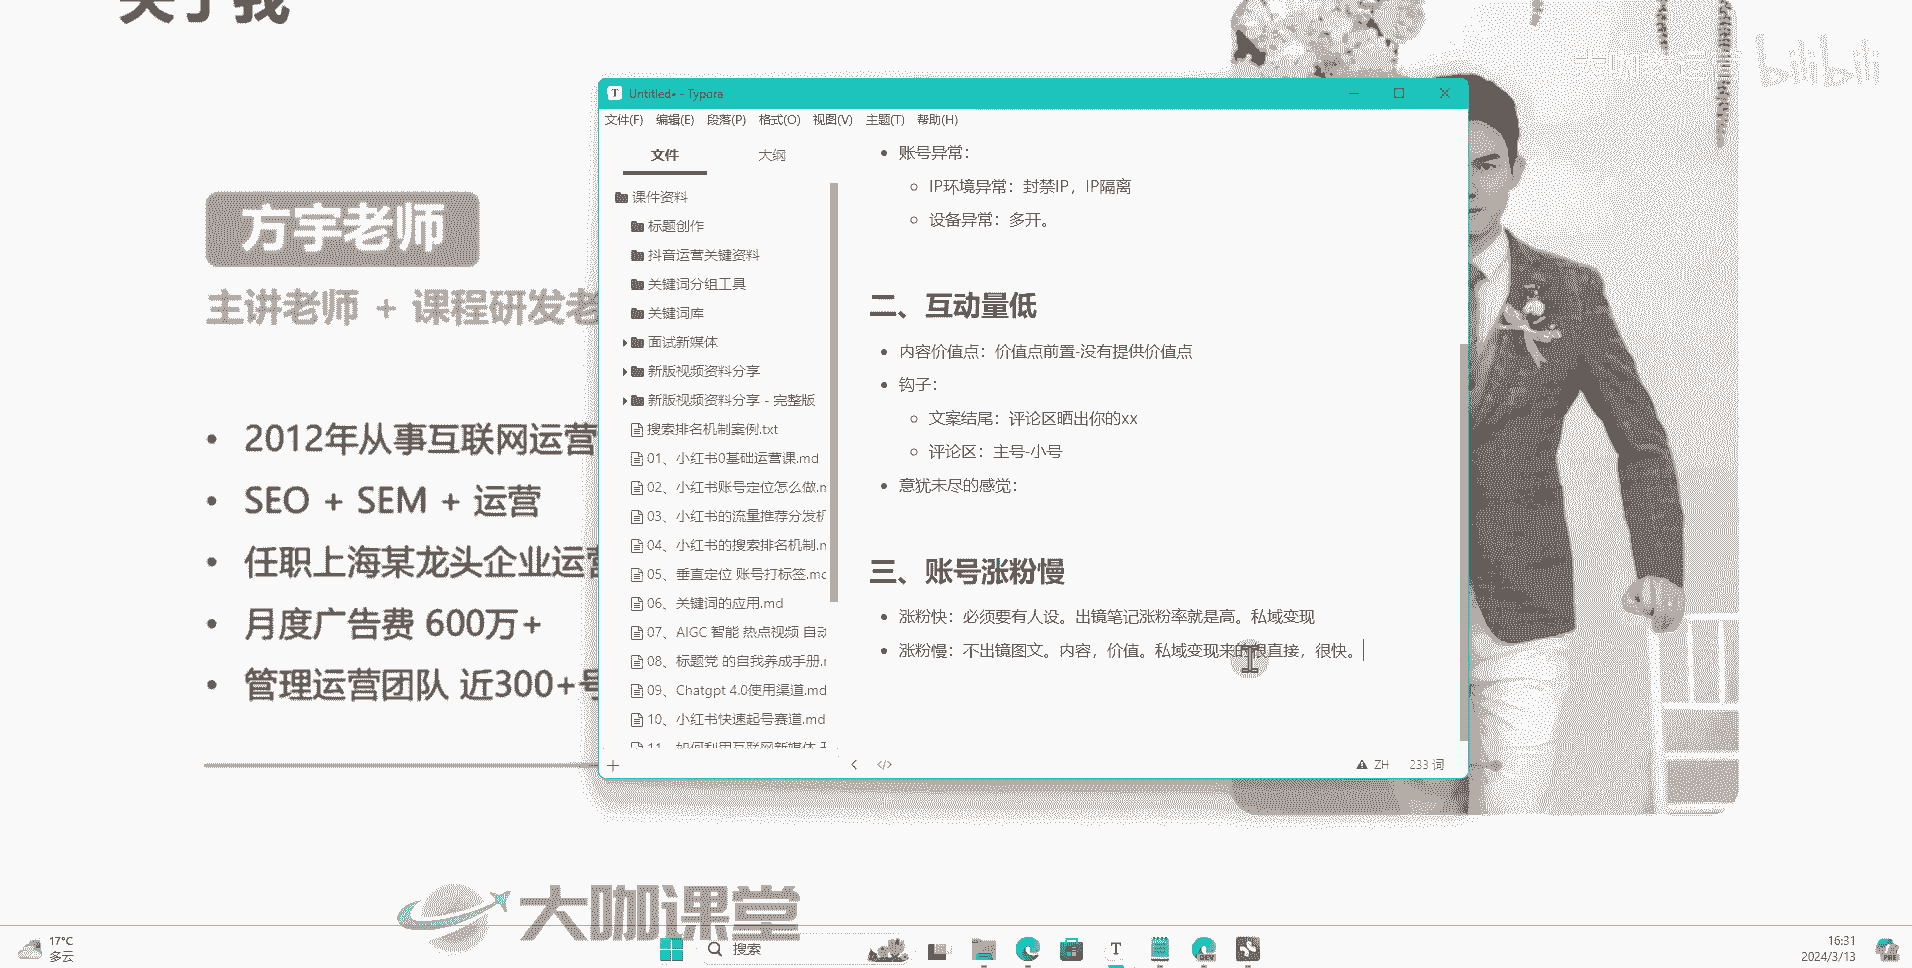 关于我
bilibili
方宇老师
主讲老师 + 课程研发老
2012年从事互联网运营
SEO + SEM + 运营
任职上海某龙头企业运营
月度广告费 600万+
管理运营团队 近300+号
Untitled• - Typora
文件(F) 编辑(E) 段落(P) 格式(O) 视图(V) 主题(T) 帮助(H)
文件 大纲
课件资料
标题创作
抖音运营关键资料
关键词分组工具
关键词库
面试新媒体
新版视频资料分享
新版视频资料分享 - 完整版
搜索排名机制案例.txt
01、小红书0基础运营课.md
02、小红书账号定位怎么做.m
03、小红书的流量推荐分发机
04、小红书的搜索排名机制.m
05、垂直定位 账号打标签.md
06、关键词的应用.md
07、AIGC 智能 热点视频 自动
08、标题党 的自我养成手册.m
09、Chatgpt 4.0使用渠道.md
10、小红书快速起号赛道.md
11、如何利用互联网新媒体
账号异常：
IP环境异常：封禁IP，IP隔离
设备异常：多开。
二、互动量低
内容价值点：价值点前置-没有提供价值点
钩子：
文案结尾：评论区晒出你的xx
评论区：主号-小号
意犹未尽的感觉：
三、账号涨粉慢
涨粉快：必须要有人设。出镜笔记涨粉率就是高。私域变现
涨粉慢：不出镜图文。内容，价值。私域变现来的很直接，很快。
ZH 233 词
大咖课堂
17°C
多云
搜索
16:31
2024/3/13